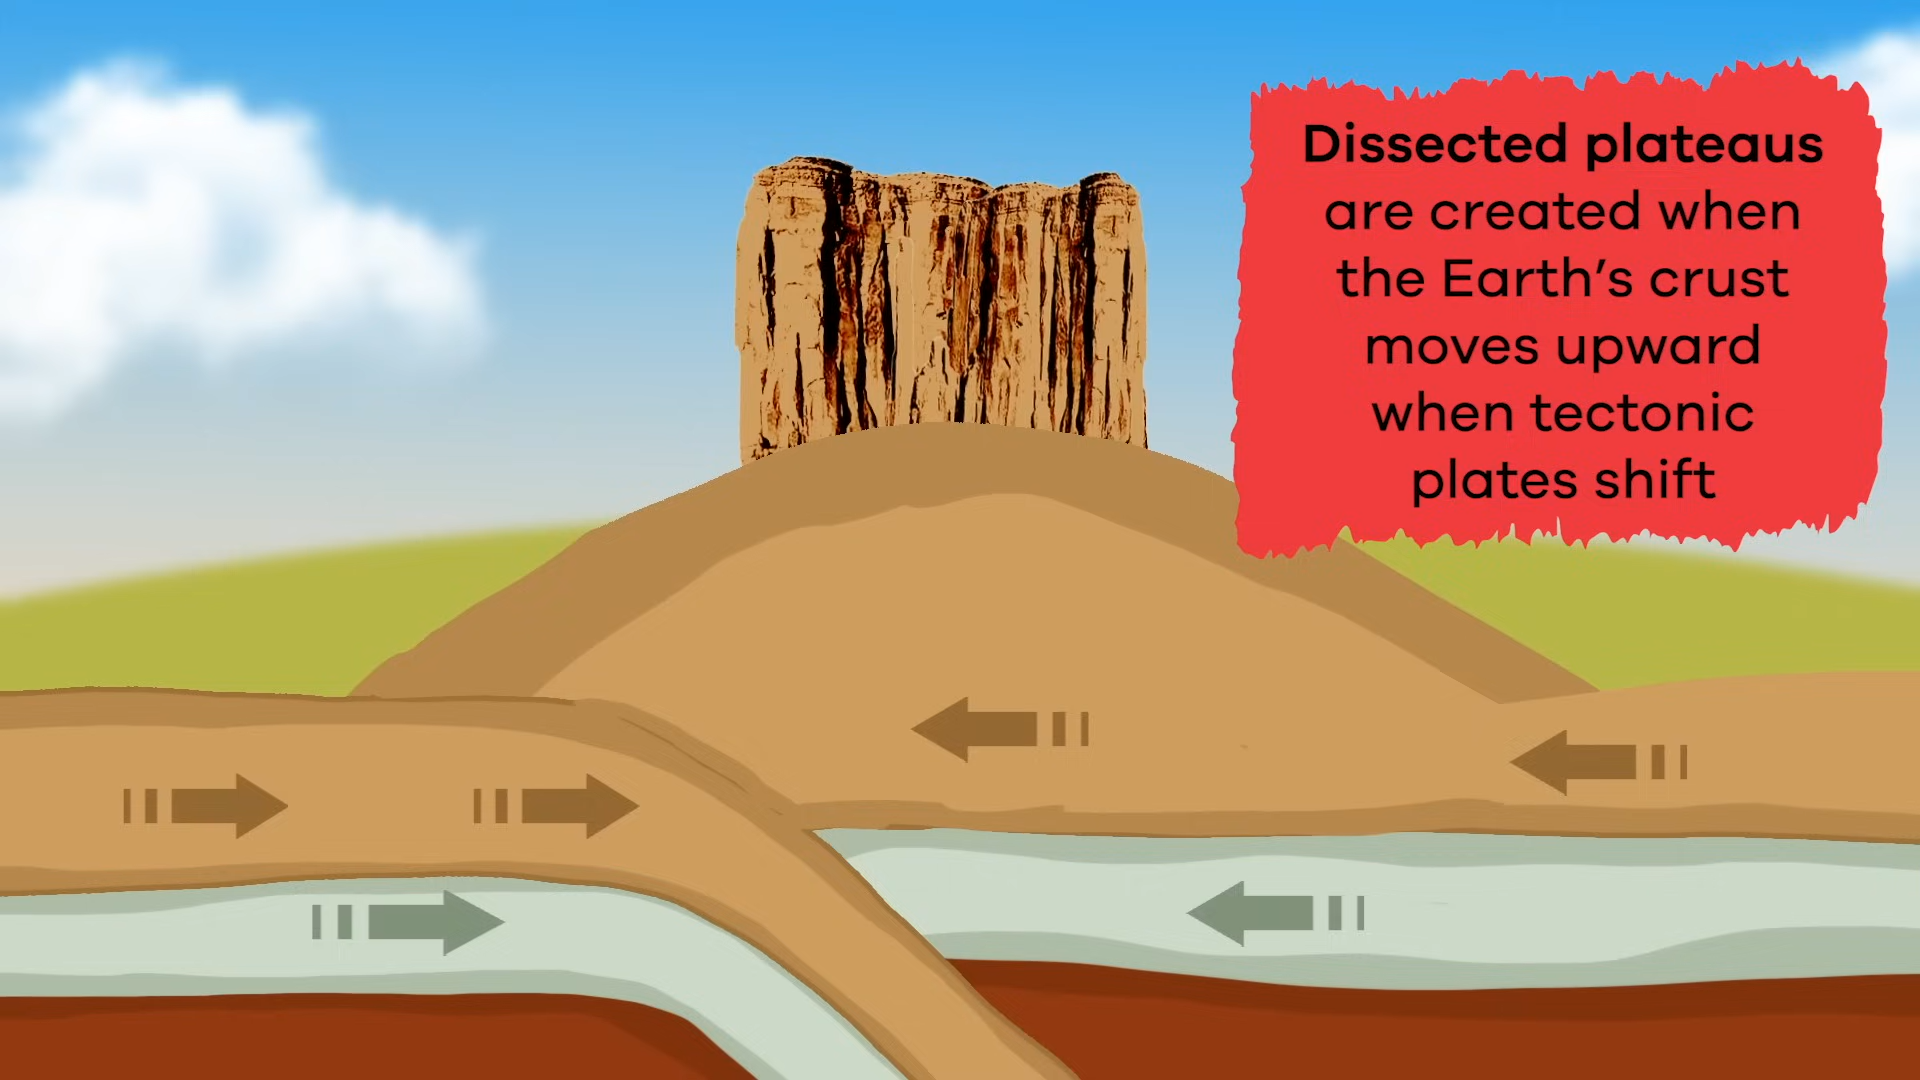 Dissected plateaus
are created when
the Earth’s crust
moves upward
when tectonic
plates shift